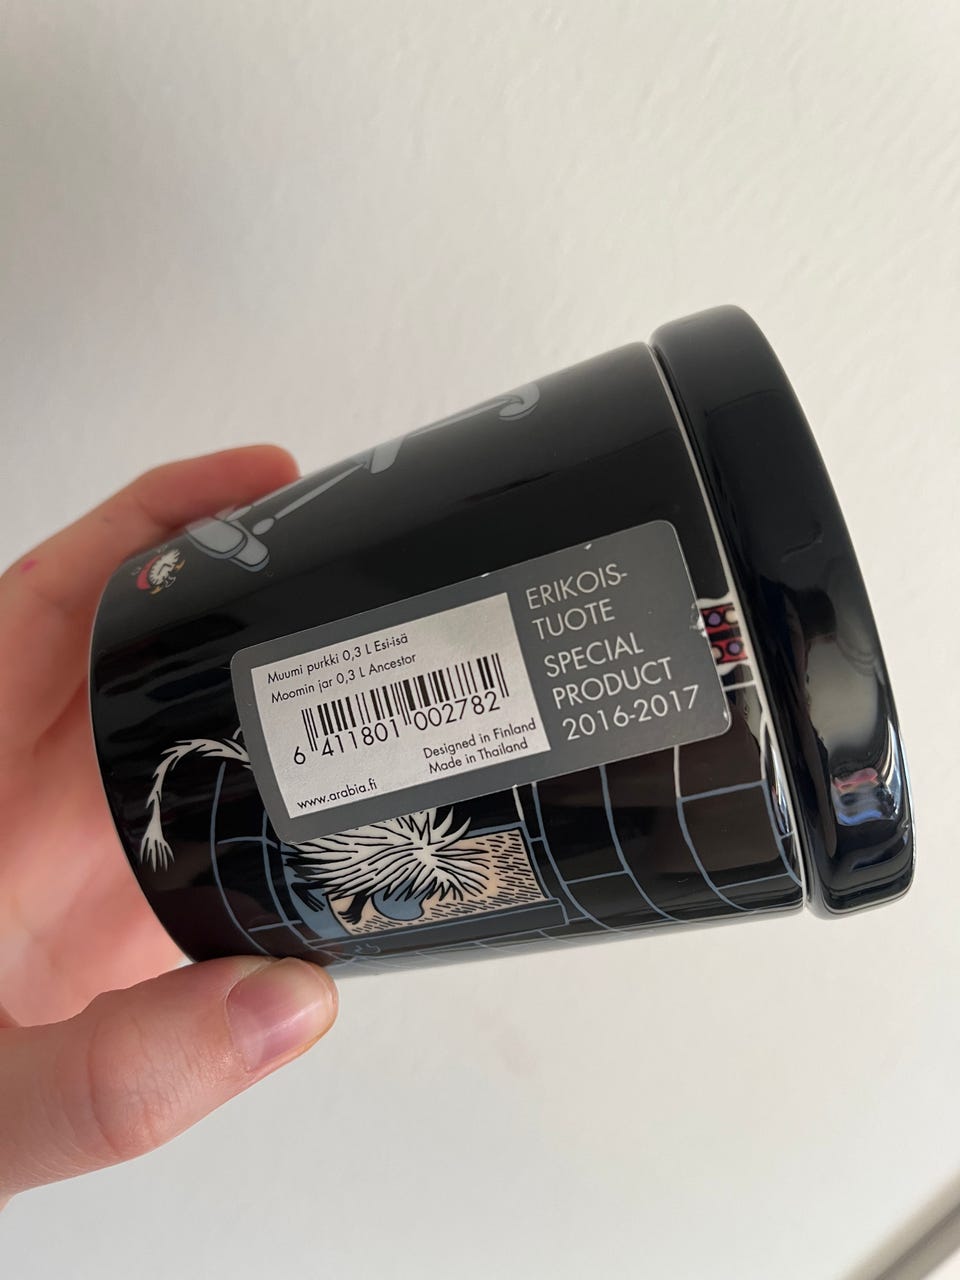 Muumi purkki 0,3 L Esi-isä
Moomin jar 0,3 L Ancestor
6 411801 002782
Designed in Finland
Made in Thailand
www.arabia.fi
ERIKOIS-
TUOTE
SPECIAL
PRODUCT
2016-2017